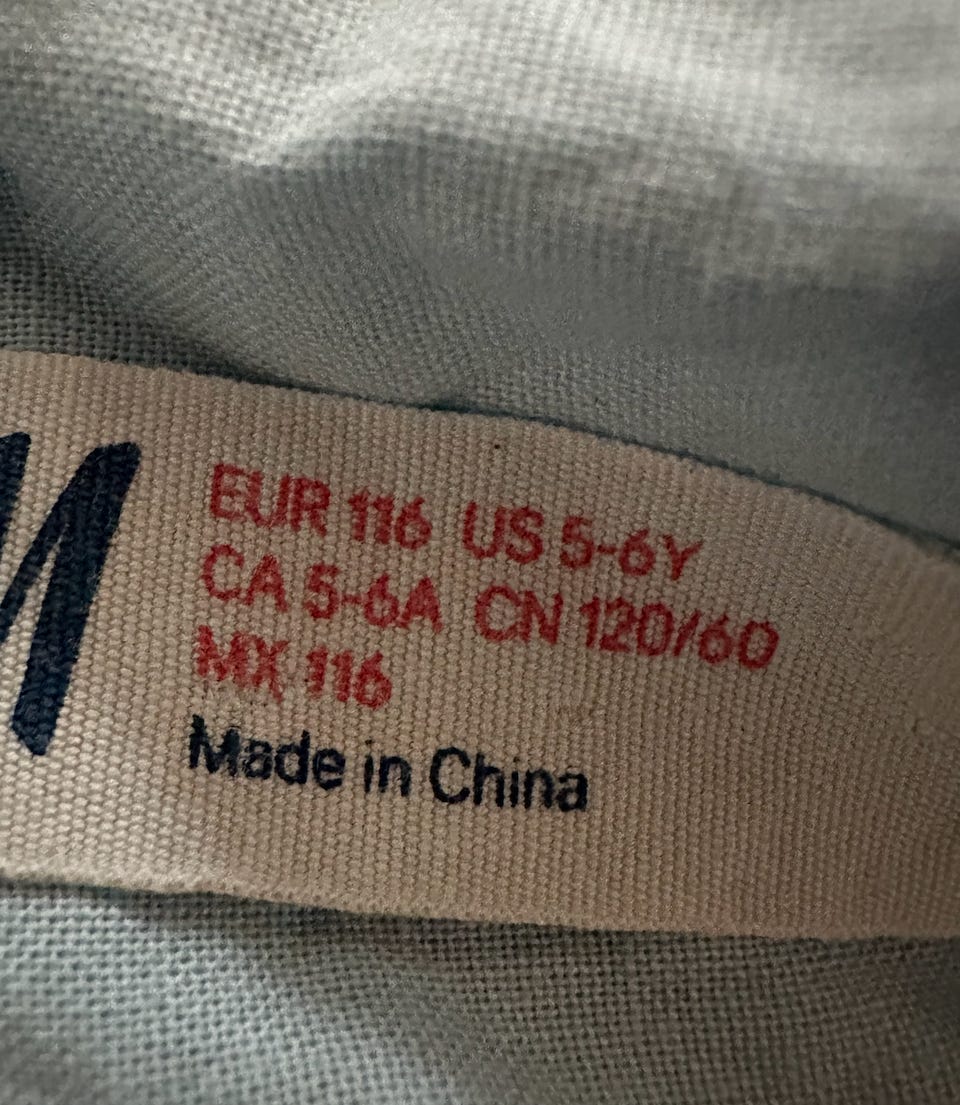 EUR 116 US 5-6Y
CA 5-6A CN 120/60
MX 116
Made in China